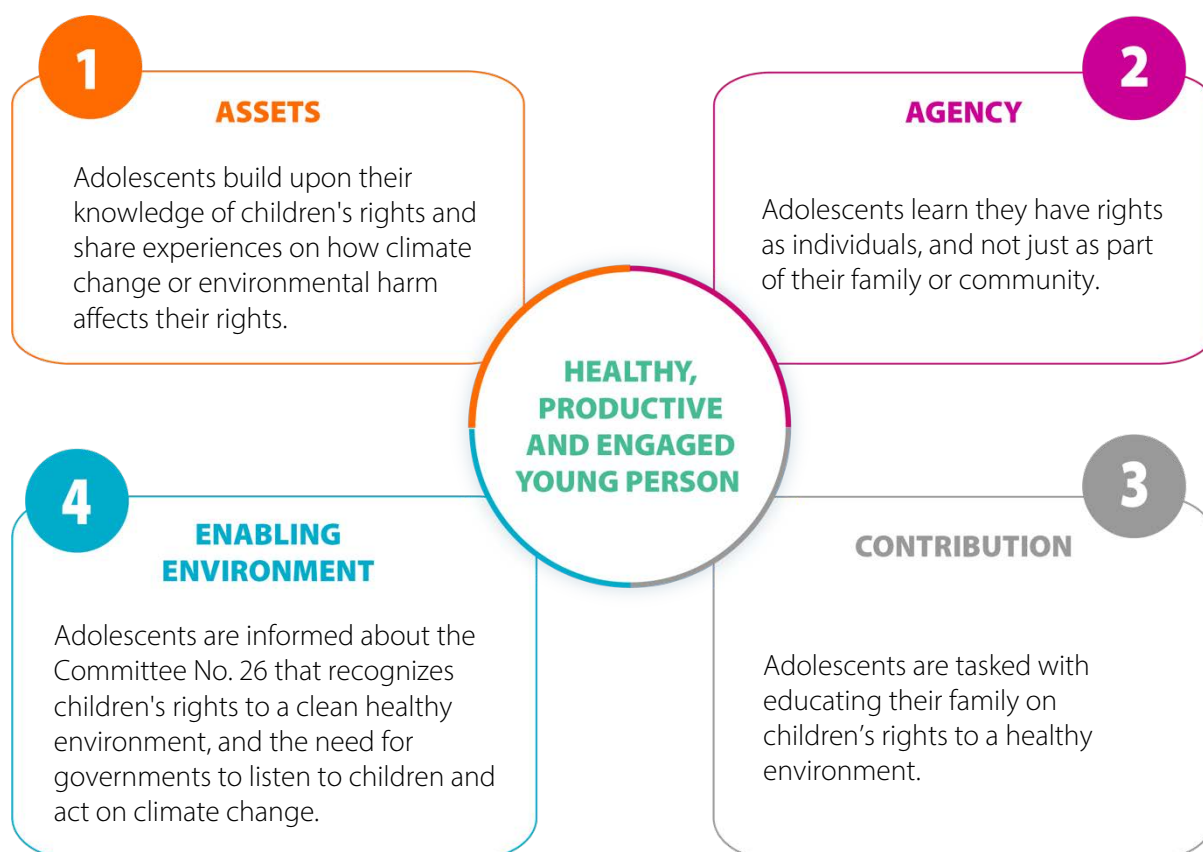 1
ASSETS
Adolescents build upon their
knowledge of children's rights and
share experiences on how climate
change or environmental harm
affects their rights.
2
AGENCY
Adolescents learn they have rights
as individuals, and not just as part
of their family or community.
HEALTHY,
PRODUCTIVE
AND ENGAGED
YOUNG PERSON
3
CONTRIBUTION
Adolescents are tasked with
educating their family on
children’s rights to a healthy
environment.
4
ENABLING
ENVIRONMENT
Adolescents are informed about the
Committee No. 26 that recognizes
children's rights to a clean healthy
environment, and the need for
governments to listen to children and
act on climate change.